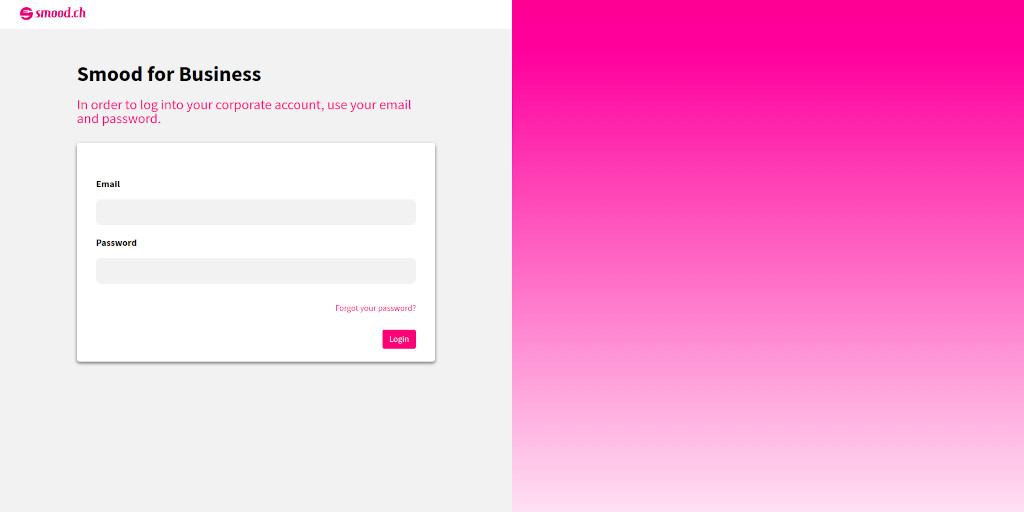 smood.ch
Smood for Business
In order to log into your corporate account, use your email
and password.
Email
Password
Forgot your password?
Login